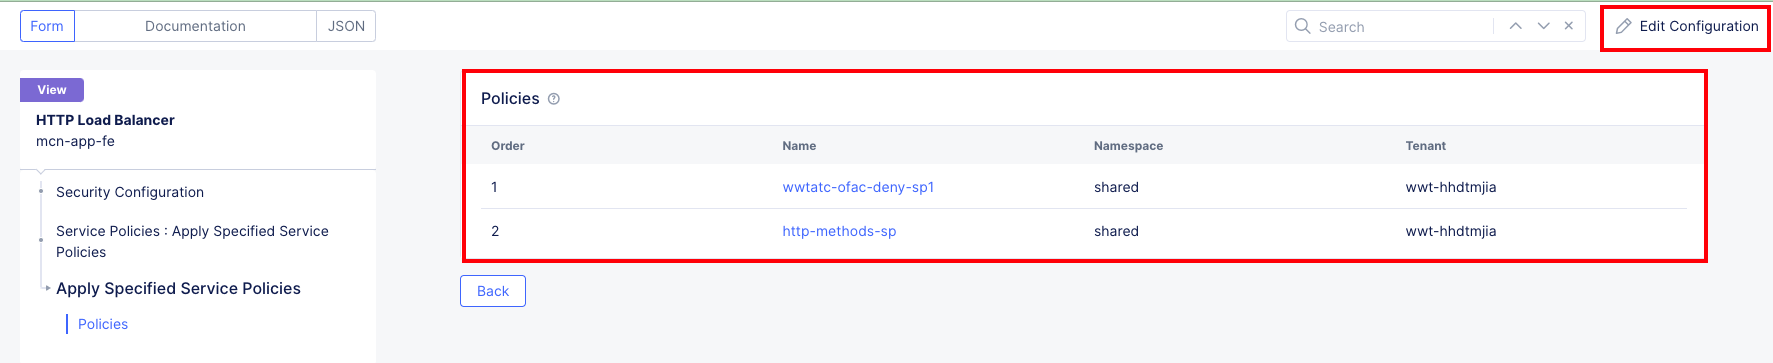 Form Documentation JSON Search Edit Configuration
View
HTTP Load Balancer
mcn-app-fe
Security Configuration
Service Policies : Apply Specified Service
Policies
Apply Specified Service Policies
Policies
Policies
Order Name Namespace Tenant
1 wwtatc-ofac-deny-sp1 shared wwt-hhdtmjia
2 http-methods-sp shared wwt-hhdtmjia
Back